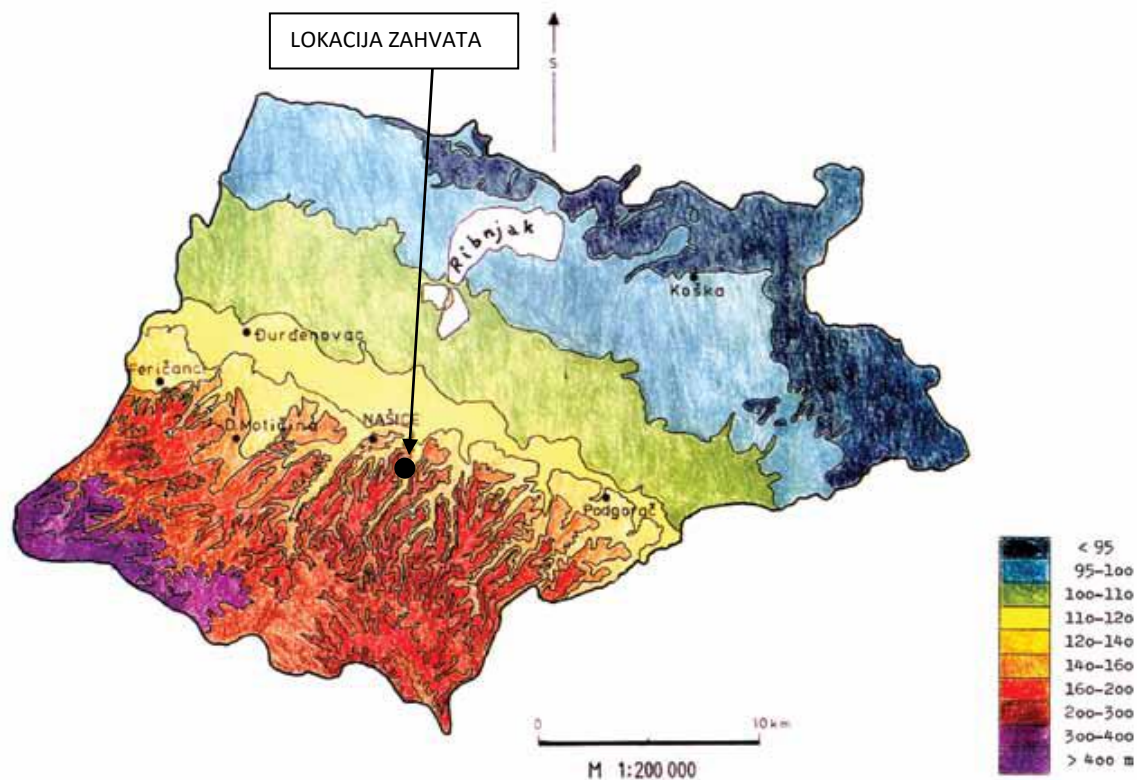 LOKACIJA ZAHVATA
S
Ribnjak
Koška
Đurđenovac
Feričanci
D. Motičina
NAŠICE
Podgorač
< 95
95-100
100-110
110-120
120-140
140-160
160-200
200-300
300-400
> 400 m
0 10 km
M 1:200 000